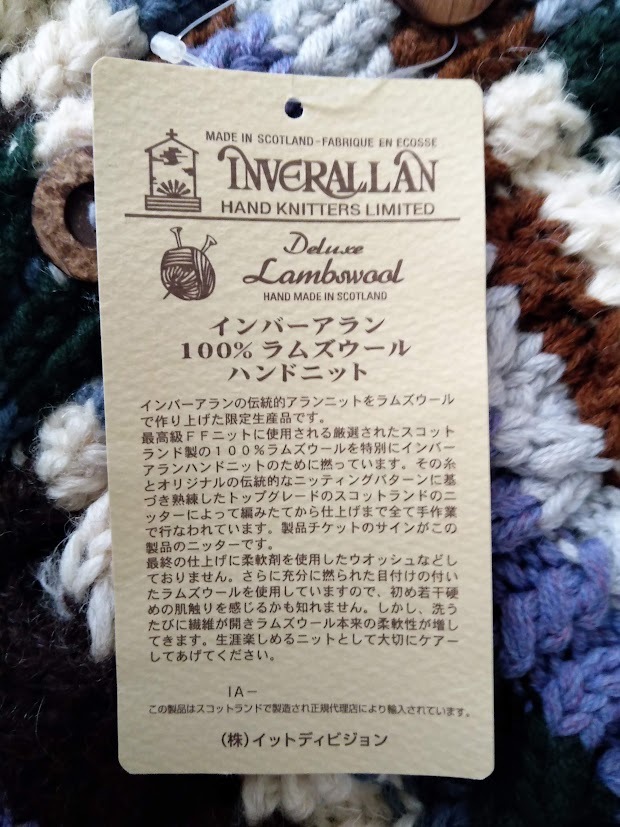 MADE IN SCOTLAND-FABRIQUE EN ECOSSE
INVERALLAN
HAND KNITTERS LIMITED
Deluxe
Lambswool
HAND MADE IN SCOTLAND
インバーアラン
100% ラムズウール
ハンドニット
インバーアランの伝統的アランニットをラムズウール
で作り上げた限定生産品です。
最高級FFニットに使用される厳選されたスコット
ランド製の100%ラムズウールを特別にインバー
アランハンドニットのために撚っています。その糸
とオリジナルの伝統的なニッティングパターンに基
づき熟練したトップグレードのスコットランドのニ
ッターによって編みたてから仕上げまで全て手作業
で行なわれています。製品チケットのサインがこの
製品のニッターです。
最終の仕上げに柔軟剤を使用したウオッシュなどし
ておりません。さらに充分に撚られた目付けの付い
たラムズウールを使用していますので、初め若干硬
めの肌触りを感じるかも知れません。しかし、洗う
たびに繊維が開きラムズウール本来の柔軟性が増し
てきます。生涯楽しめるニットとして大切にケアー
してあげてください。
IA-
この製品はスコットランドで製造され正規代理店により輸入されています。
(株)イットディビジョン